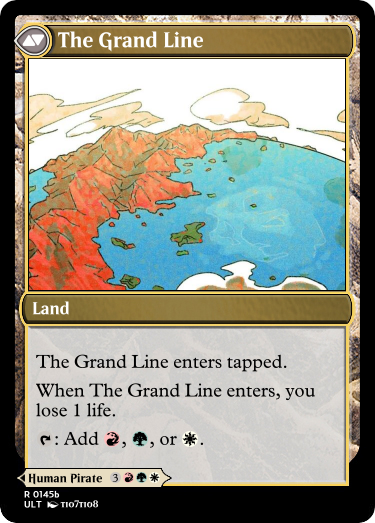 The Grand Line
Land
The Grand Line enters tapped.
When The Grand Line enters, you
lose 1 life.
: Add , , or .
Human Pirate 3
R 0145b
ULT TIO7TIO8